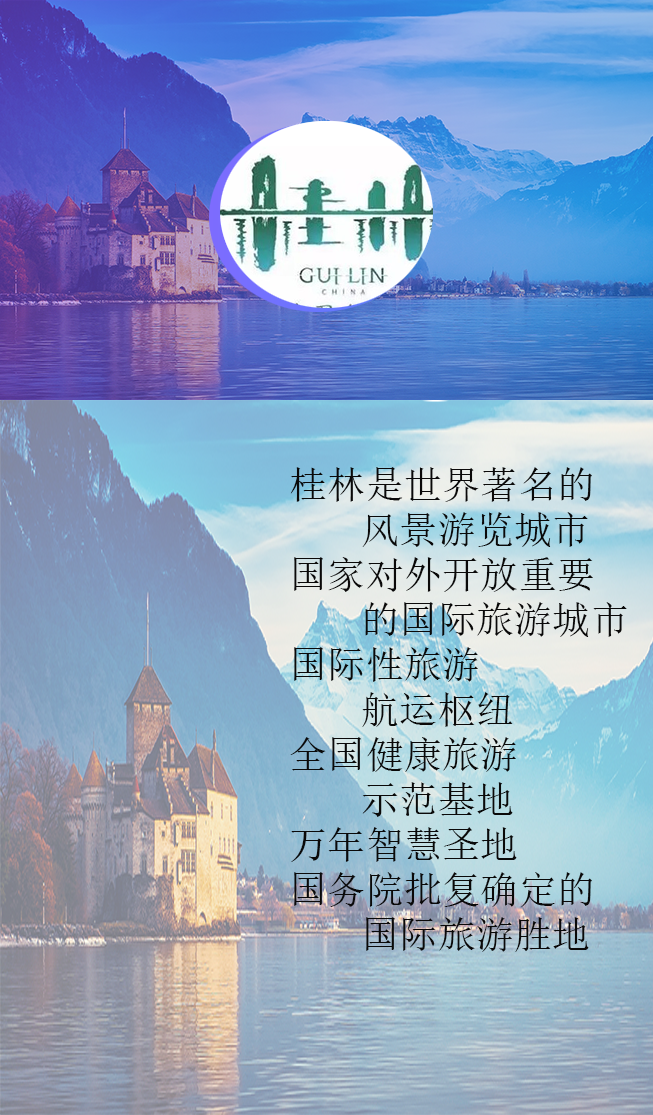 桂林
GUI LIN
CHINA
桂林是世界著名的
风景游览城市
国家对外开放重要
的国际旅游城市
国际性旅游
航运枢纽
全国健康旅游
示范基地
万年智慧圣地
国务院批复确定的
国际旅游胜地